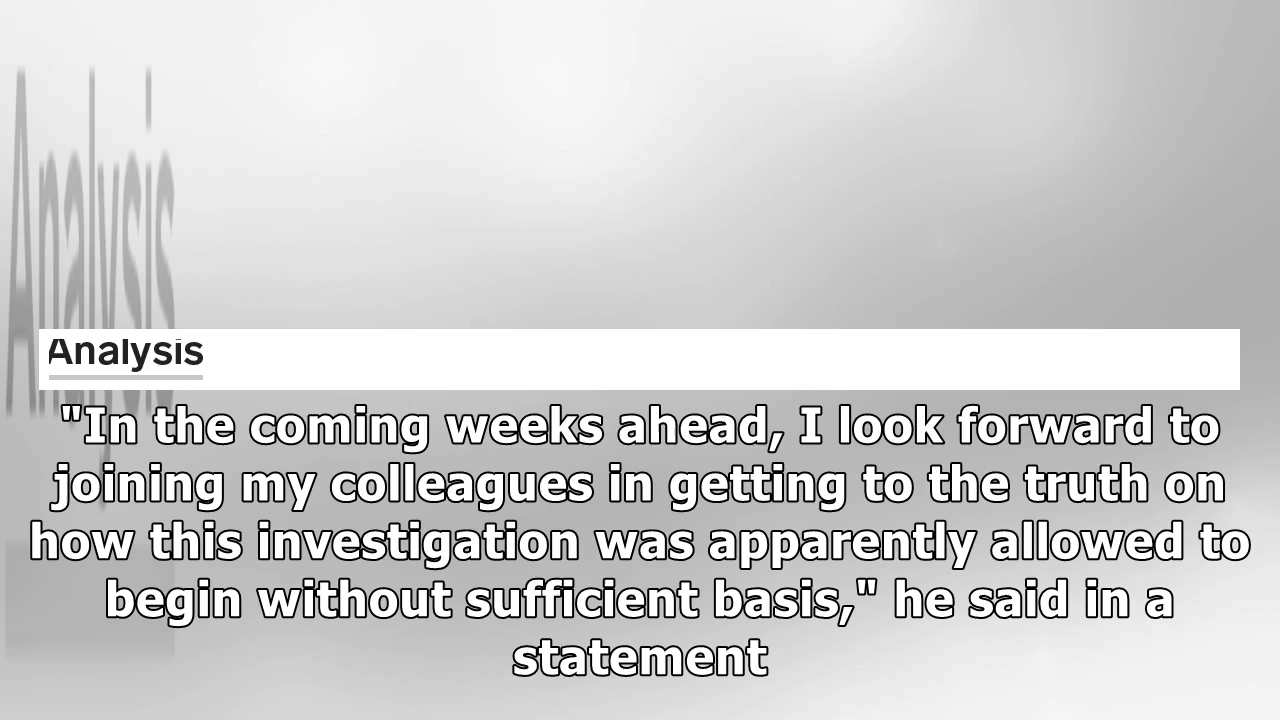 Analysis
Analysis
"In the coming weeks ahead, I look forward to
joining my colleagues in getting to the truth on
how this investigation was apparently allowed to
begin without sufficient basis," he said in a
statement